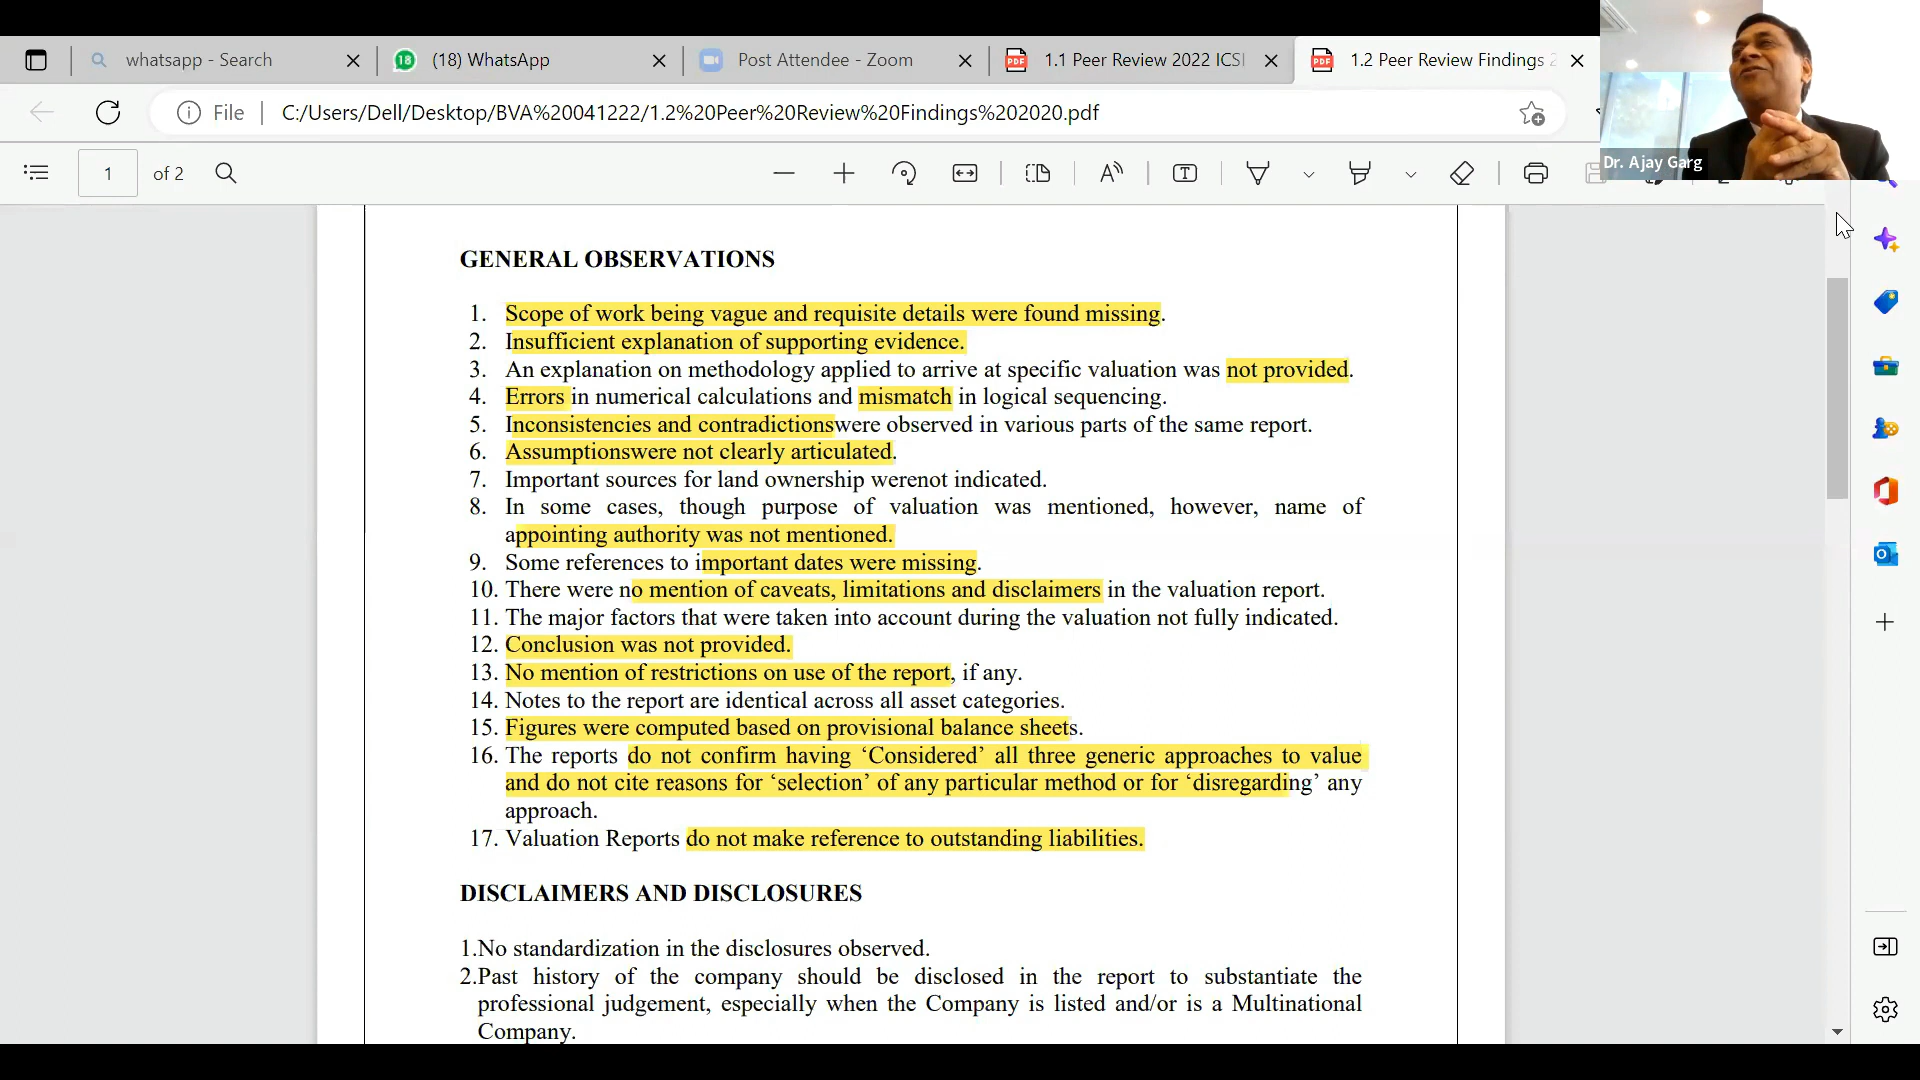 whatsapp - Search
18
(18) WhatsApp
Post Attendee - Zoom
PDF
1.1 Peer Review 2022 ICSI
PDF
1.2 Peer Review Findings 2
File
C:/Users/Dell/Desktop/BVA%20041222/1.2%20Peer%20Review%20Findings%202020.pdf
1
of 2
Dr. Ajay Garg
GENERAL OBSERVATIONS
1. Scope of work being vague and requisite details were found missing.
2. Insufficient explanation of supporting evidence.
3. An explanation on methodology applied to arrive at specific valuation was not provided.
4. Errors in numerical calculations and mismatch in logical sequencing.
5. Inconsistencies and contradictionswere observed in various parts of the same report.
6. Assumptionswere not clearly articulated.
7. Important sources for land ownership werenot indicated.
8. In some cases, though purpose of valuation was mentioned, however, name of
appointing authority was not mentioned.
9. Some references to important dates were missing.
10. There were no mention of caveats, limitations and disclaimers in the valuation report.
11. The major factors that were taken into account during the valuation not fully indicated.
12. Conclusion was not provided.
13. No mention of restrictions on use of the report, if any.
14. Notes to the report are identical across all asset categories.
15. Figures were computed based on provisional balance sheets.
16. The reports do not confirm having ‘Considered’ all three generic approaches to value
and do not cite reasons for ‘selection’ of any particular method or for ‘disregarding’ any
approach.
17. Valuation Reports do not make reference to outstanding liabilities.
DISCLAIMERS AND DISCLOSURES
1.No standardization in the disclosures observed.
2.Past history of the company should be disclosed in the report to substantiate the
professional judgement, especially when the Company is listed and/or is a Multinational
Company.